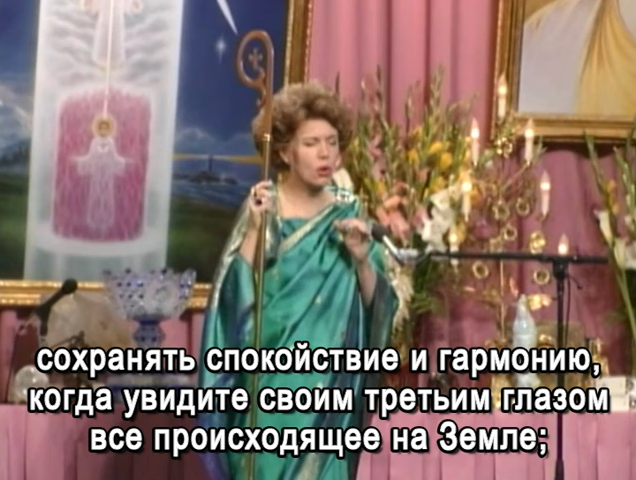 сохранять спокойствие и гармонию,
когда увидите своим третьим глазом
все происходящее на Земле;